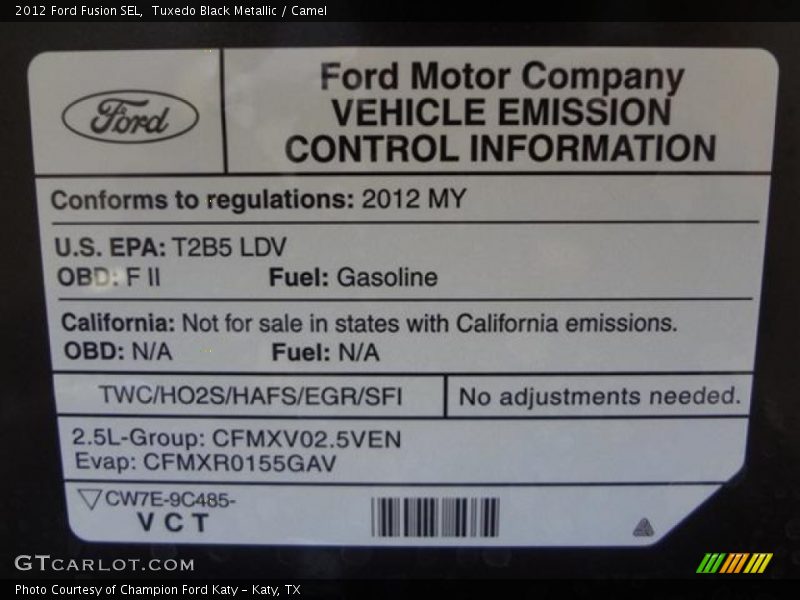 2012 Ford Fusion SEL,  Tuxedo Black Metallic / Camel
Ford
Ford Motor Company
VEHICLE EMISSION
CONTROL INFORMATION
Conforms to regulations: 2012 MY
U.S. EPA: T2B5 LDV
OBD: F II Fuel: Gasoline
California: Not for sale in states with California emissions.
OBD: N/A Fuel: N/A
TWC/HO2S/HAFS/EGR/SFI
No adjustments needed.
2.5L-Group: CFMXV02.5VEN
Evap: CFMXR0155GAV
CW7E-9C485-
V C T
GTCARLOT.COM
Photo Courtesy of Champion Ford Katy - Katy, TX